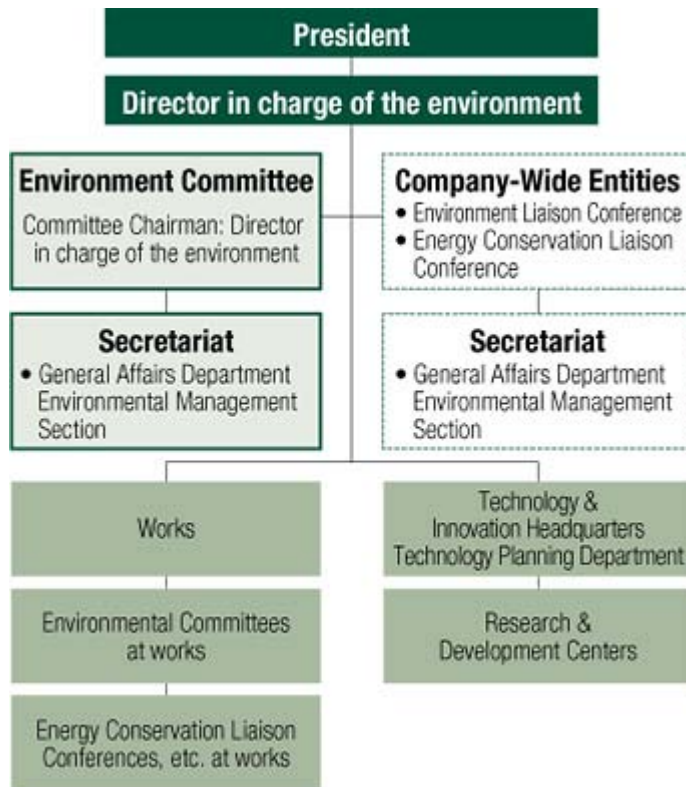 President
Director in charge of the environment
Environment Committee
Committee Chairman: Director
in charge of the environment
Company-Wide Entities
• Environment Liaison Conference
• Energy Conservation Liaison
Conference
Secretariat
• General Affairs Department
Environmental Management
Section
Secretariat
• General Affairs Department
Environmental Management
Section
Works
Technology &
Innovation Headquarters
Technology Planning Department
Environmental Committees
at works
Research &
Development Centers
Energy Conservation Liaison
Conferences, etc. at works